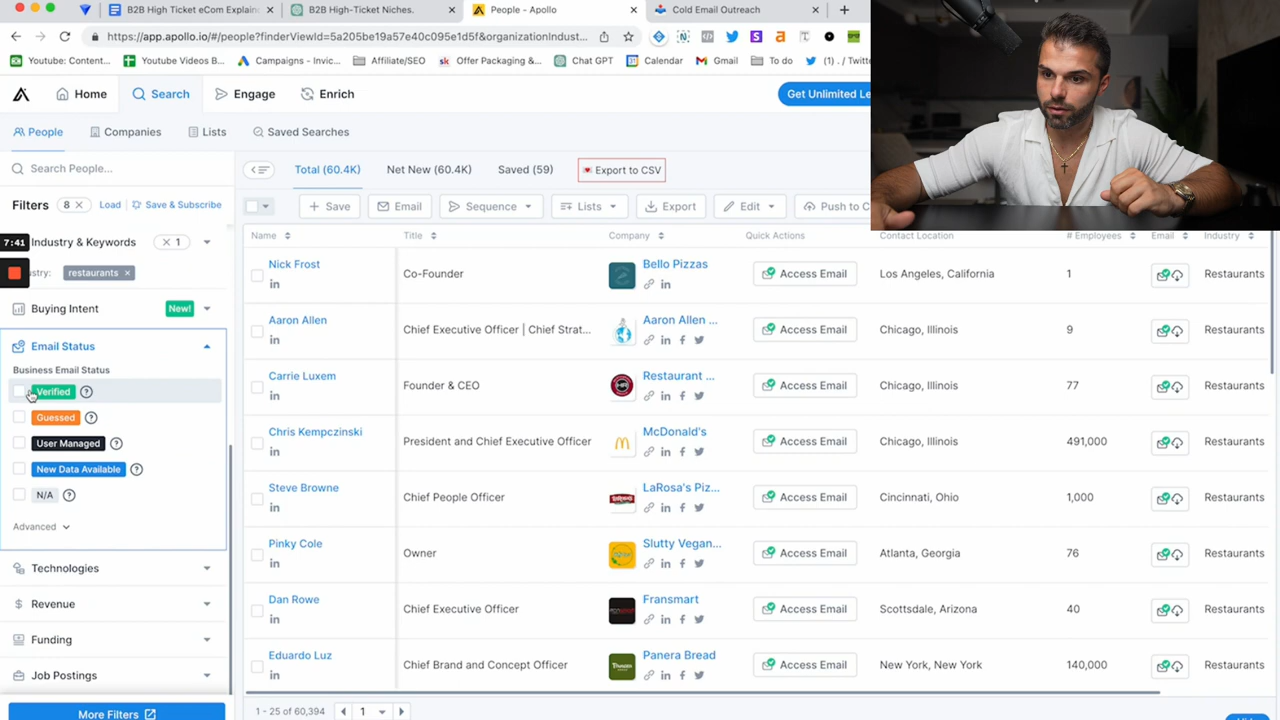 B2B High Ticket eCom Explain
B2B High-Ticket Niches.
People - Apollo
Cold Email Outreach
https://app.apollo.io/#/people?finderViewId=5a205be19a57e40c095e1d5f&organizationIndust...
Youtube: Content...
Youtube Videos B...
Campaigns - Invic...
Affiliate/SEO
Offer Packaging &...
Chat GPT
Calendar
Gmail
To do
(1) . / Twitter
Home
Search
Engage
Enrich
Get Unlimited Le
People
Companies
Lists
Saved Searches
Search People...
Total (60.4K)
Net New (60.4K)
Saved (59)
Export to CSV
Filters
8
Load
Save & Subscribe
Save
Email
Sequence
Lists
Export
Edit
Push to C
7:41
Industry & Keywords
1
stry:
restaurants
Buying Intent
New!
Email Status
Business Email Status
Verified
Guessed
User Managed
New Data Available
N/A
Advanced
Technologies
Revenue
Funding
Job Postings
More Filters
Name Title Company Quick Actions Contact Location # Employees Email Industry
Nick Frost Co-Founder Bello Pizzas Access Email Los Angeles, California 1 Restaurants
Aaron Allen Chief Executive Officer | Chief Strat... Aaron Allen ... Access Email Chicago, Illinois 9 Restaurants
Carrie Luxem Founder & CEO Restaurant ... Access Email Chicago, Illinois 77 Restaurants
Chris Kempczinski President and Chief Executive Officer McDonald's Access Email Chicago, Illinois 491,000 Restaurants
Steve Browne Chief People Officer LaRosa's Piz... Access Email Cincinnati, Ohio 1,000 Restaurants
Pinky Cole Owner Slutty Vegan... Access Email Atlanta, Georgia 76 Restaurants
Dan Rowe Chief Executive Officer Fransmart Access Email Scottsdale, Arizona 40 Restaurants
Eduardo Luz Chief Brand and Concept Officer Panera Bread Access Email New York, New York 140,000 Restaurants
1 - 25 of 60,394
1